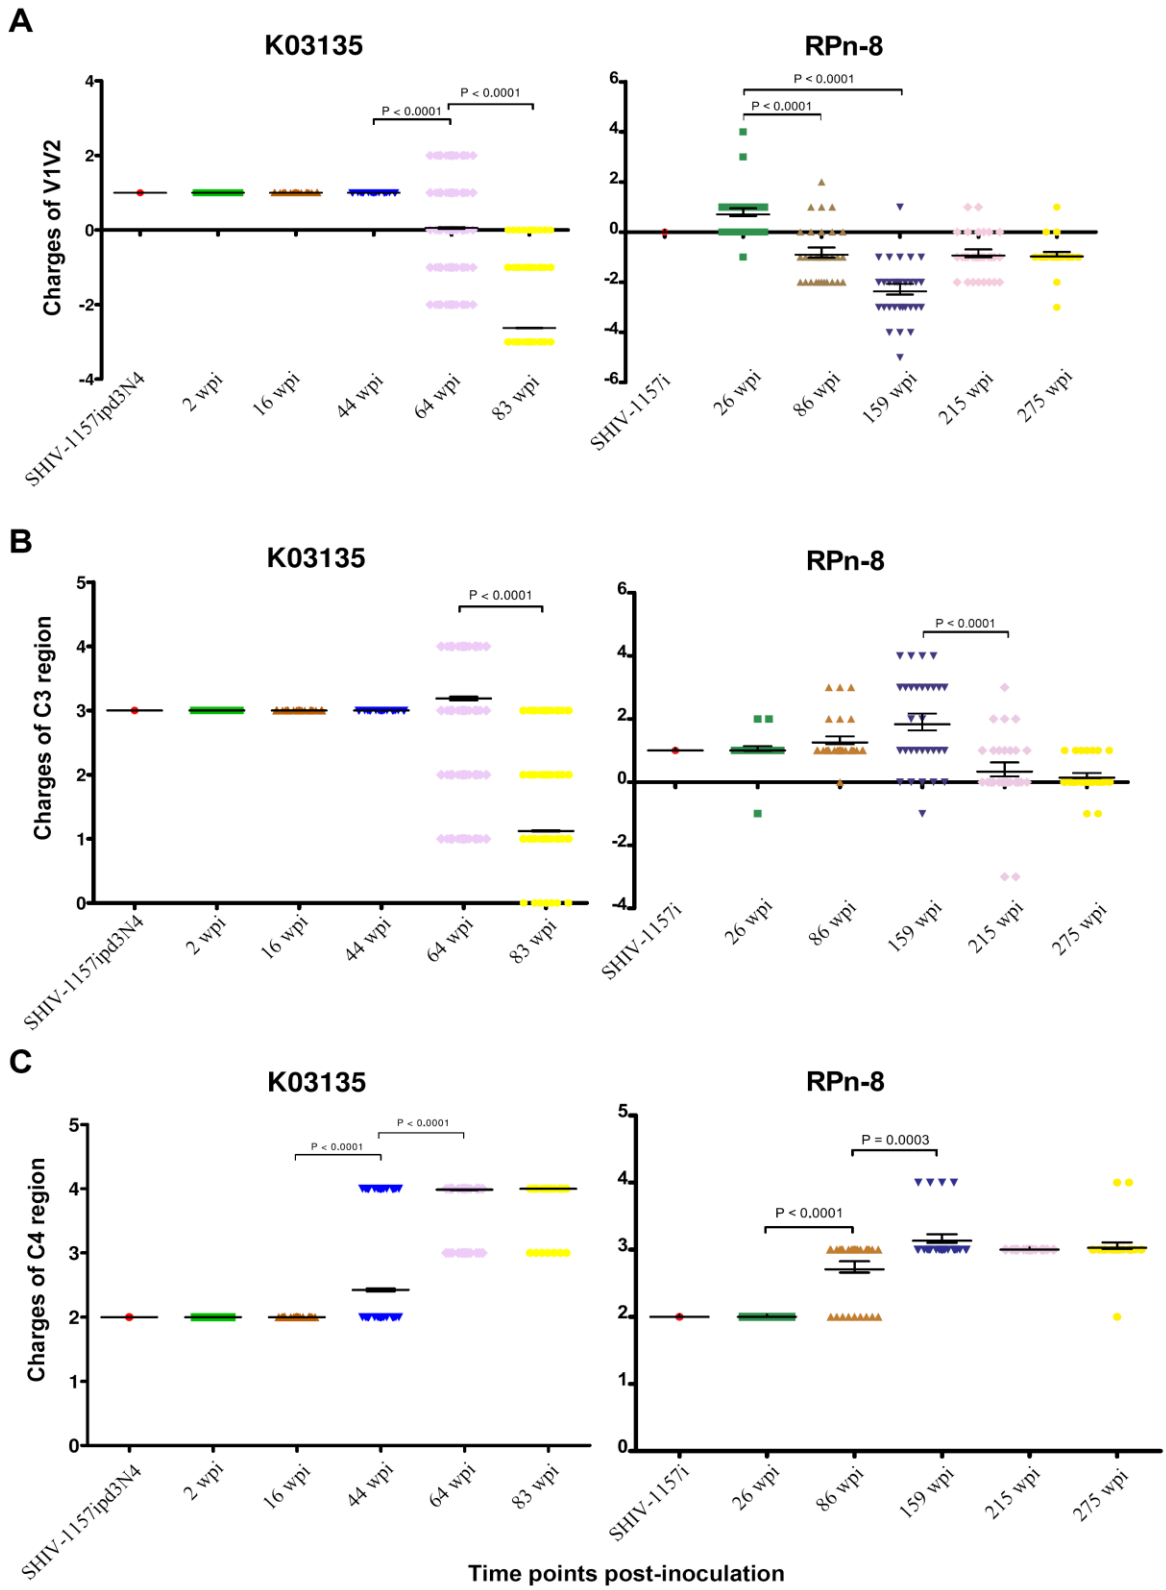 A
K03135
RPn-8
Charges of V1V2
4
2
0
-2
-4
P < 0.0001
P < 0.0001
SHIV-1157ipd3N4
2 wpi
16 wpi
44 wpi
64 wpi
83 wpi
6
4
2
0
-2
-4
-6
P < 0.0001
P < 0.0001
SHIV-1157i
26 wpi
86 wpi
159 wpi
215 wpi
275 wpi
B
K03135
RPn-8
Charges of C3 region
5
4
3
2
1
0
P < 0.0001
SHIV-1157ipd3N4
2 wpi
16 wpi
44 wpi
64 wpi
83 wpi
6
4
2
0
-2
-4
P < 0.0001
SHIV-1157i
26 wpi
86 wpi
159 wpi
215 wpi
275 wpi
C
K03135
RPn-8
Charges of C4 region
5
4
3
2
1
0
P < 0.0001
P < 0.0001
SHIV-1157ipd3N4
2 wpi
16 wpi
44 wpi
64 wpi
83 wpi
5
4
3
2
1
0
P = 0.0003
P < 0.0001
SHIV-1157i
26 wpi
86 wpi
159 wpi
215 wpi
275 wpi
Time points post-inoculation